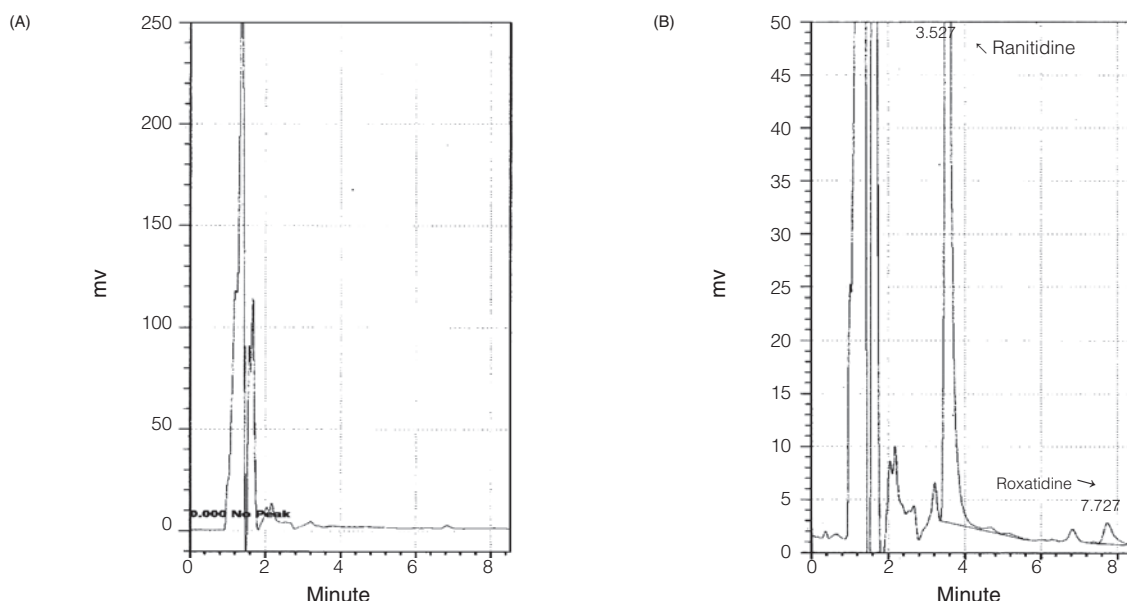 (A)
250
200
150
100
50
0
mv
0.000 No Peak
0 2 4 6 8
Minute
(B)
50
45
40
35
30
25
20
15
10
5
0
mv
3.527
↖ Ranitidine
Roxatidine →
7.727
0 2 4 6 8
Minute